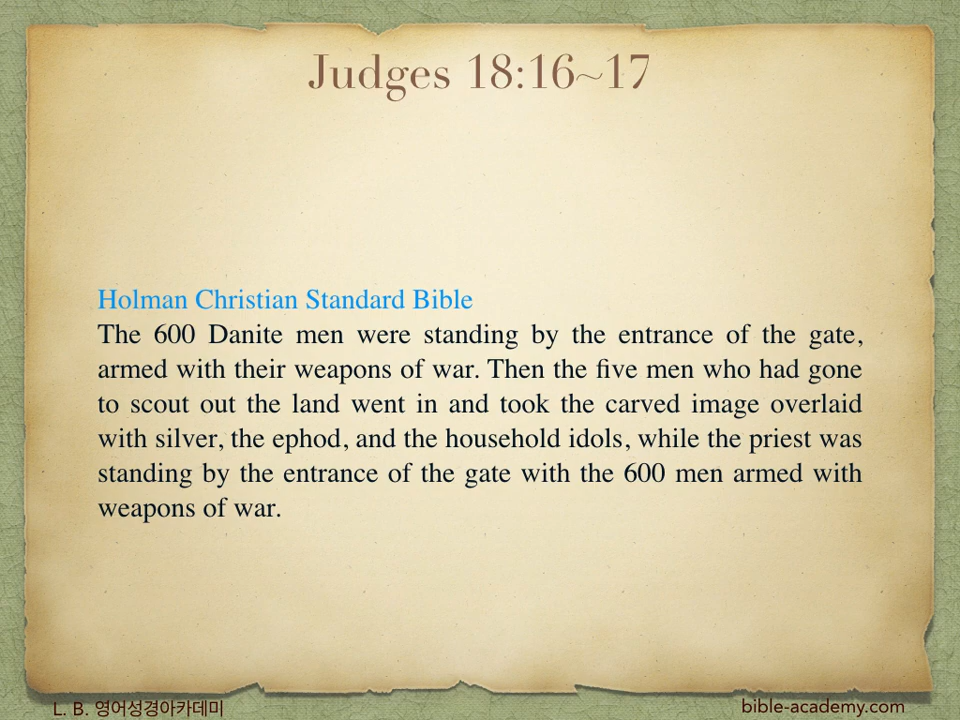 Judges 18:16~17
Holman Christian Standard Bible
The 600 Danite men were standing by the entrance of the gate,
armed with their weapons of war. Then the five men who had gone
to scout out the land went in and took the carved image overlaid
with silver, the ephod, and the household idols, while the priest was
standing by the entrance of the gate with the 600 men armed with
weapons of war.
L. B. 영어성경아카데미
bible-academy.com